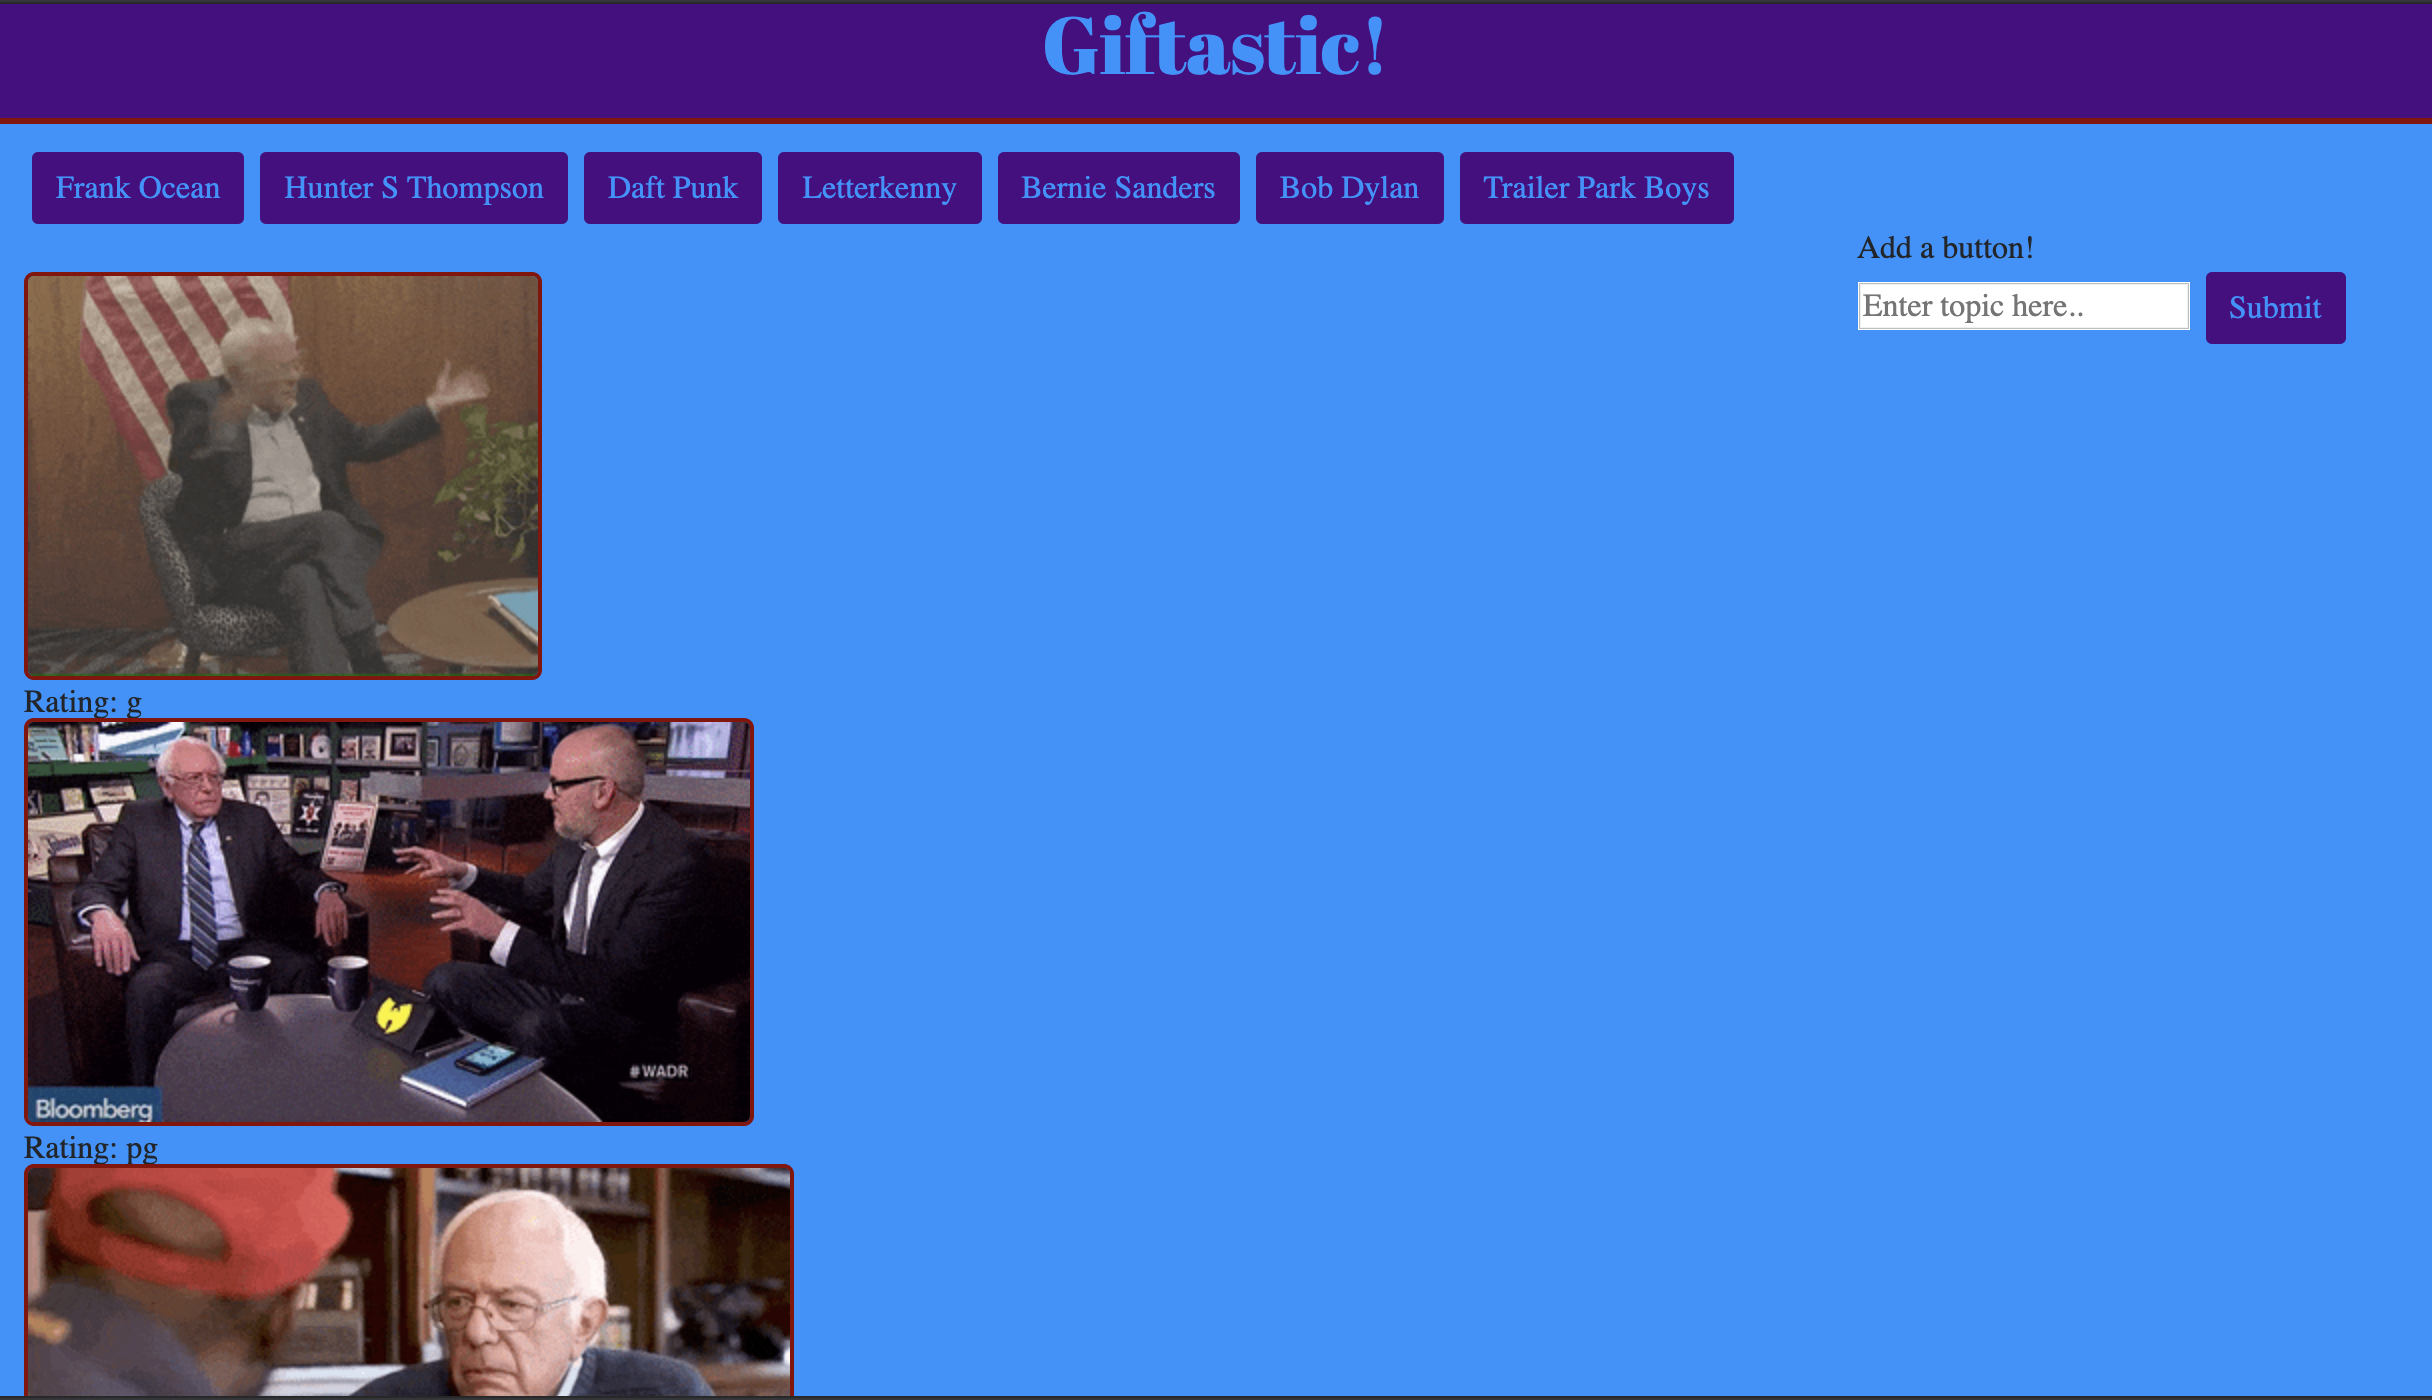 Giftastic!
Frank Ocean
Hunter S Thompson
Daft Punk
Letterkenny
Bernie Sanders
Bob Dylan
Trailer Park Boys
Add a button!
Enter topic here..
Submit
Rating: g
#WADR
Bloomberg
Rating: pg